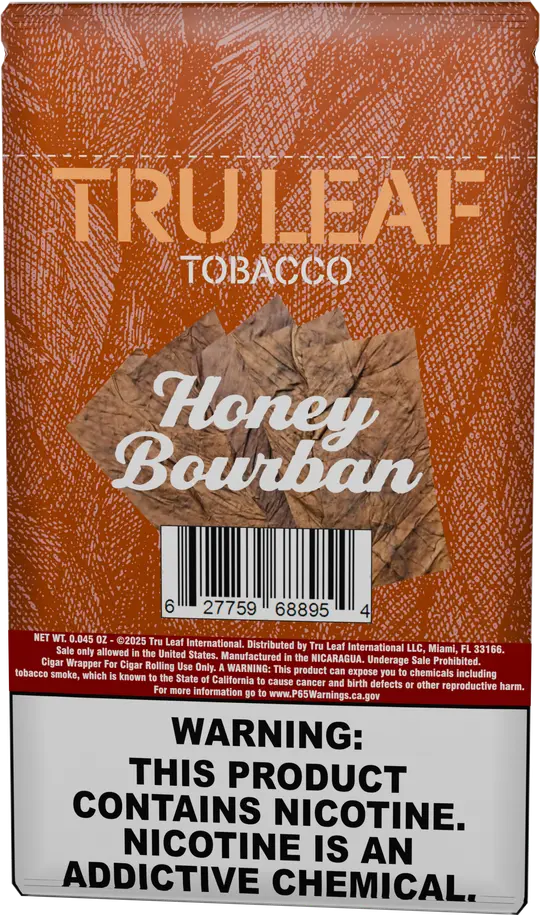 TRU LEAF
TOBACCO
Honey
Bourban
6 27759 68895 4
NET WT. 0.045 OZ - ©2025 Tru Leaf International. Distributed by Tru Leaf International LLC, Miami, FL 33166.
Sale only allowed in the United States. Manufactured in the NICARAGUA. Underage Sale Prohibited.
Cigar Wrapper For Cigar Rolling Use Only. A WARNING: This product can expose you to chemicals including
tobacco smoke, which is known to the State of California to cause cancer and birth defects or other reproductive harm.
For more information go to www.P65Warnings.ca.gov
WARNING:
THIS PRODUCT
CONTAINS NICOTINE.
NICOTINE IS AN
ADDICTIVE CHEMICAL.